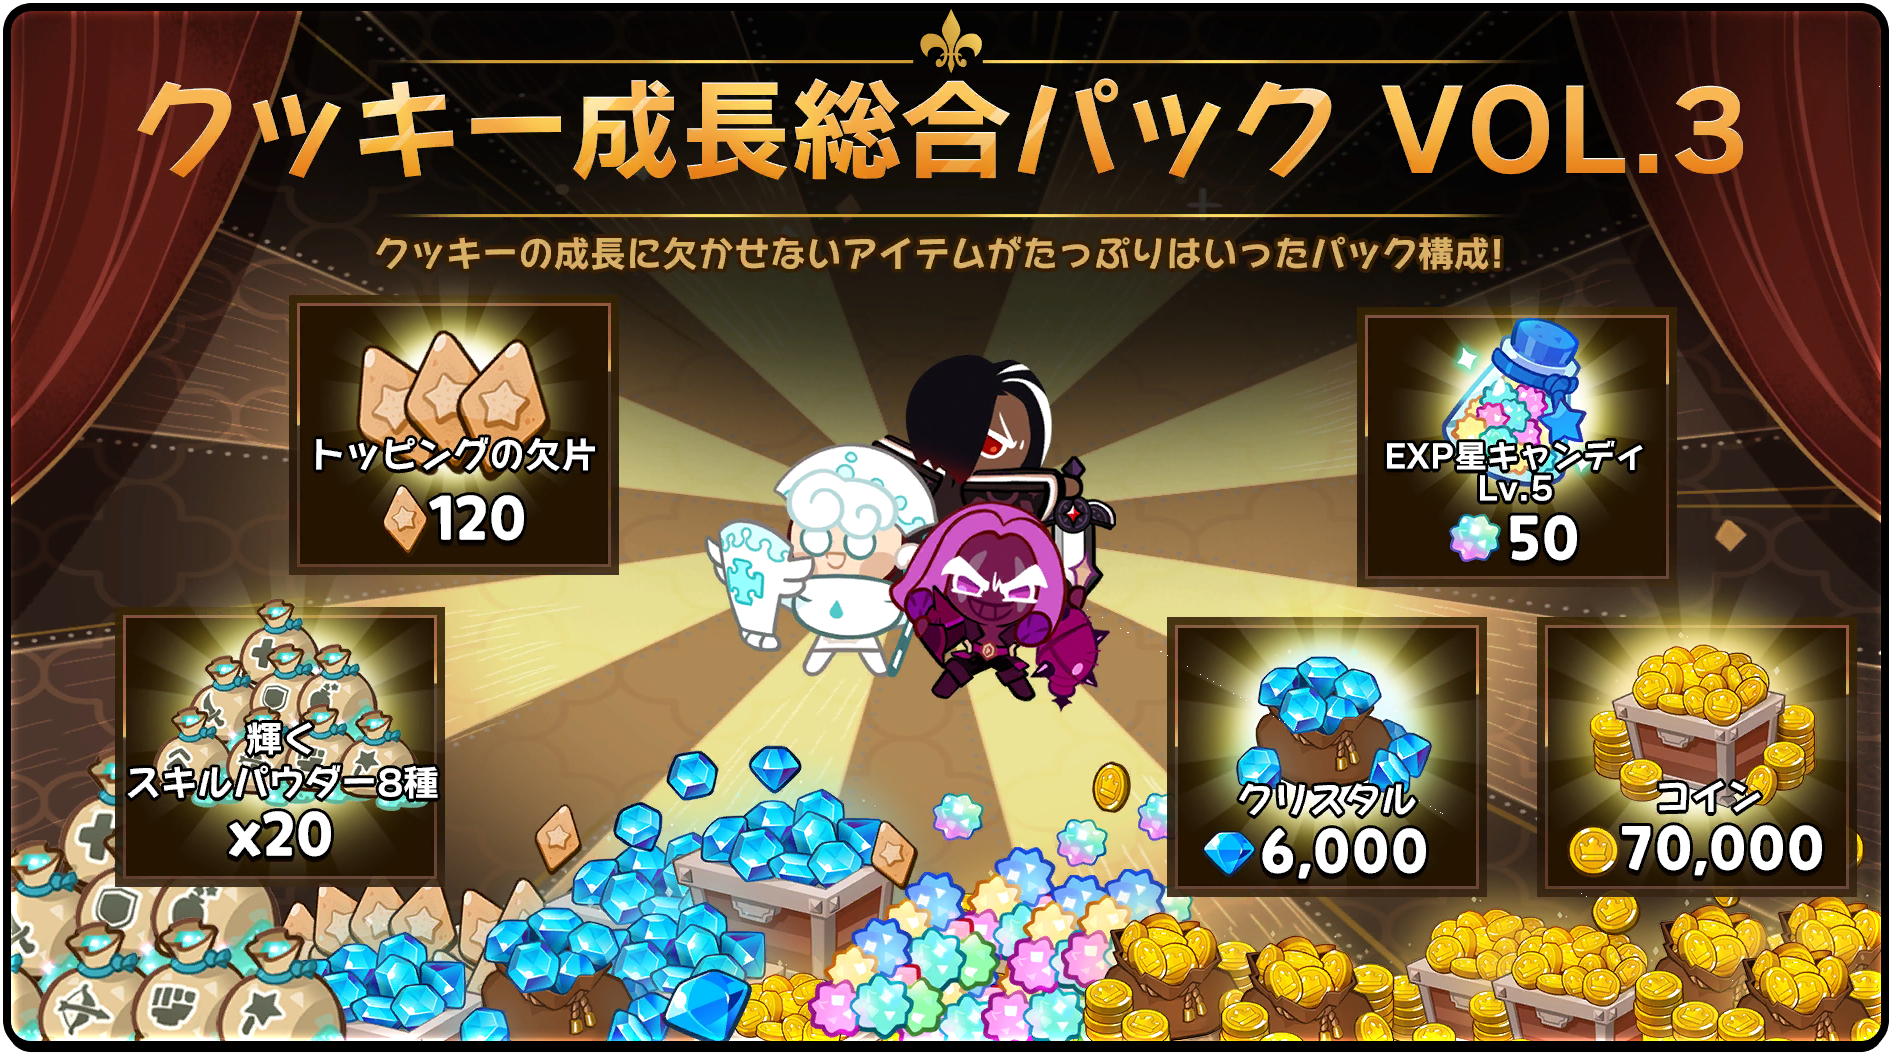 クッキー成長総合パック VOL.3
クッキーの成長に欠かせないアイテムがたっぷりはいったパック構成!
トッピングの欠片
120
EXP星キャンディ
Lv.5
50
輝く
スキルパウダー8種
x20
クリスタル
6,000
コイン
70,000